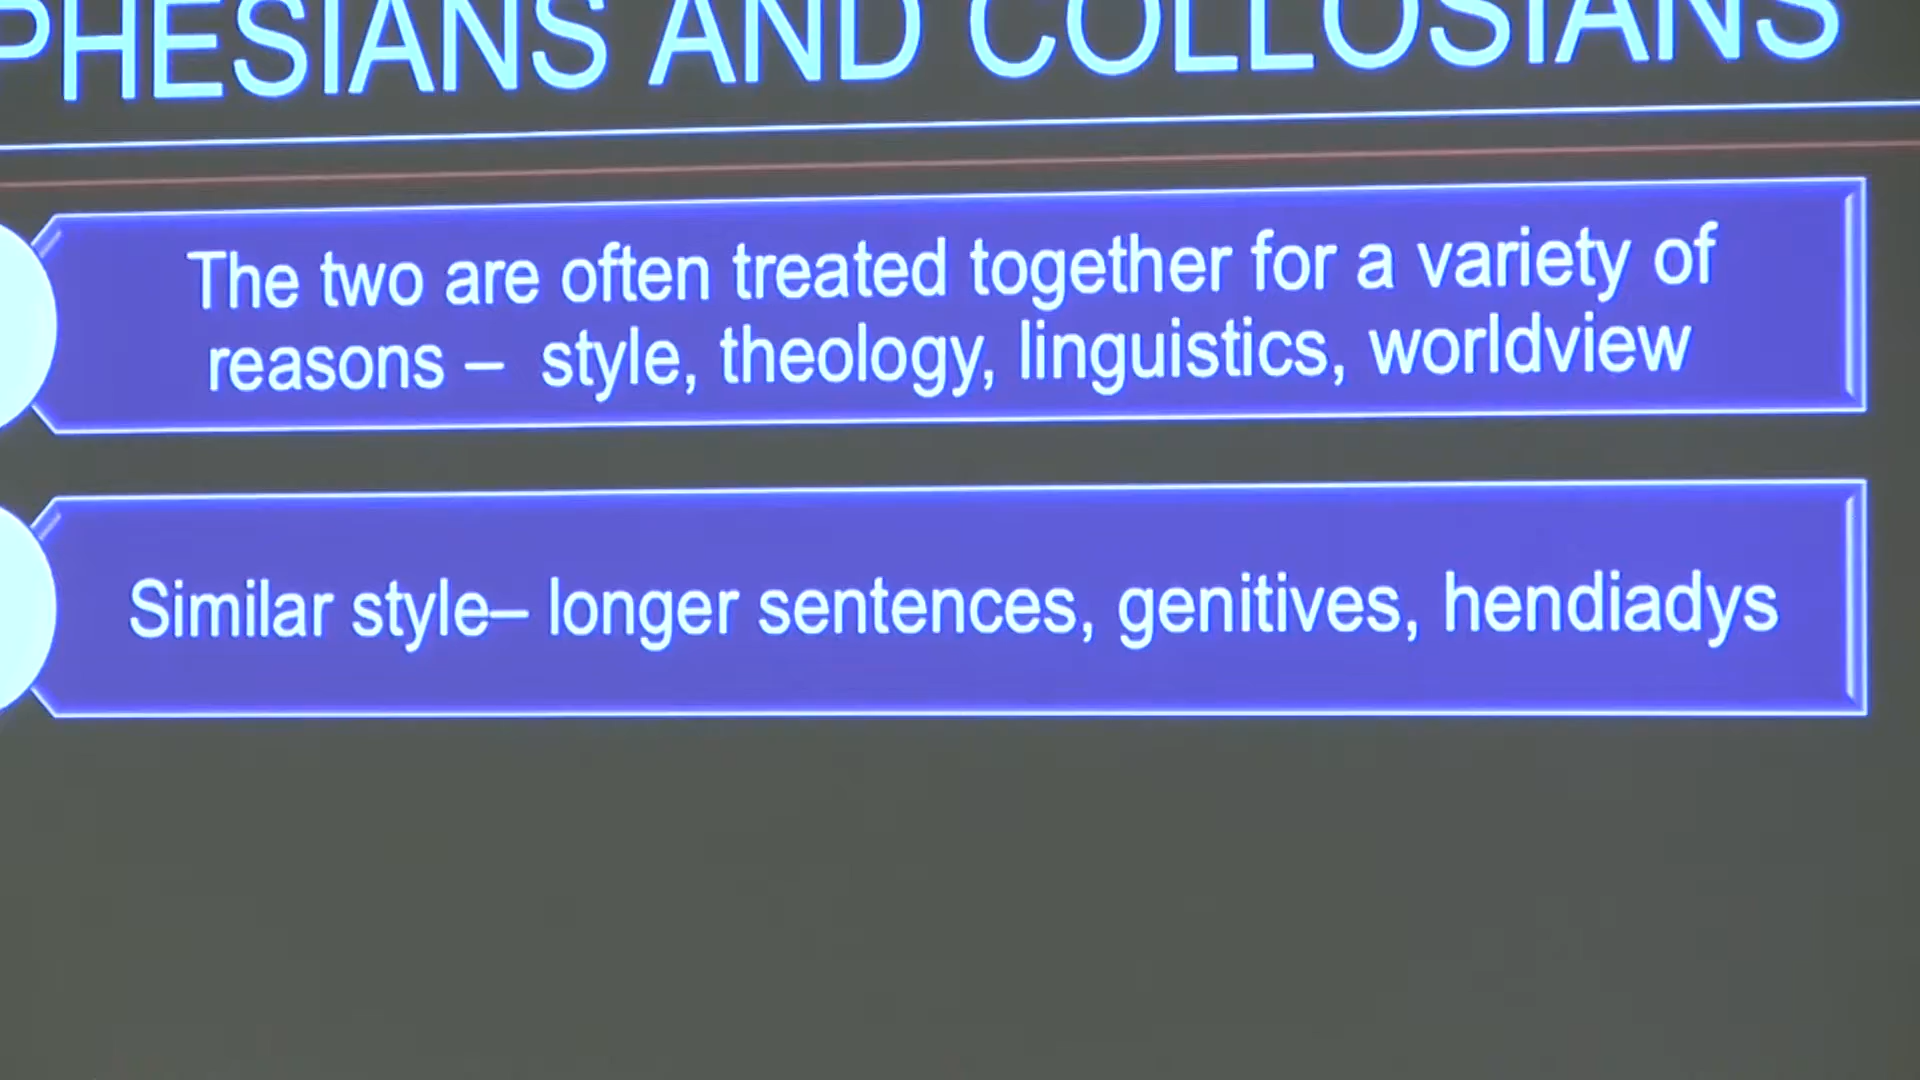 PHESIANS AND COLLOSIANS
The two are often treated together for a variety of
reasons – style, theology, linguistics, worldview
Similar style– longer sentences, genitives, hendiadys